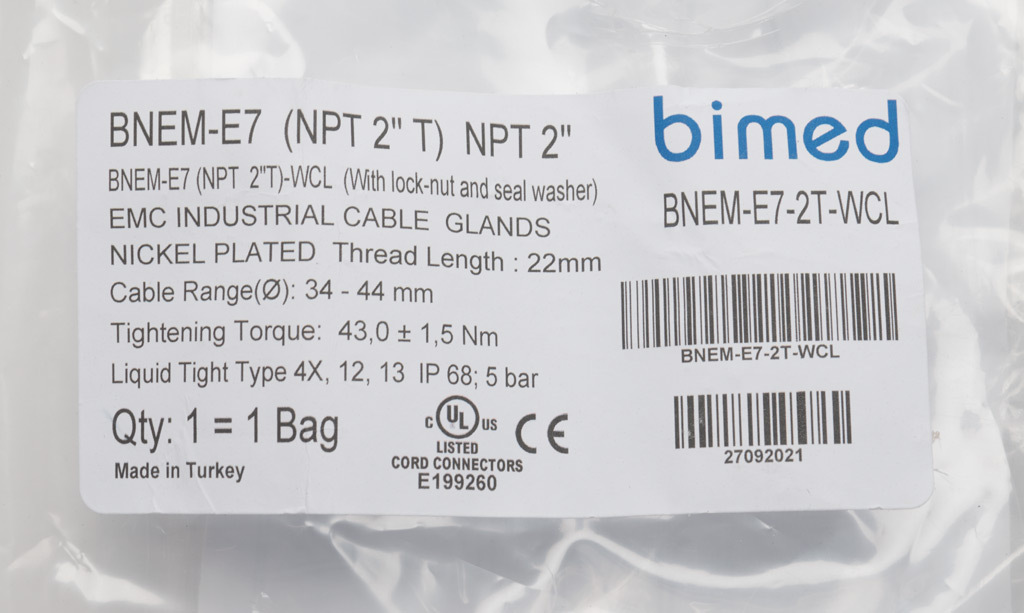 BNEM-E7 (NPT 2" T) NPT 2"
BNEM-E7 (NPT 2"T)-WCL (With lock-nut and seal washer)
EMC INDUSTRIAL CABLE GLANDS
NICKEL PLATED Thread Length : 22mm
Cable Range(Ø): 34 - 44 mm
Tightening Torque: 43,0 ± 1,5 Nm
Liquid Tight Type 4X, 12, 13 IP 68; 5 bar
Qty: 1 = 1 Bag
Made in Turkey
C UL US CE
LISTED
CORD CONNECTORS
E199260
bimed
BNEM-E7-2T-WCL
BNEM-E7-2T-WCL
27092021